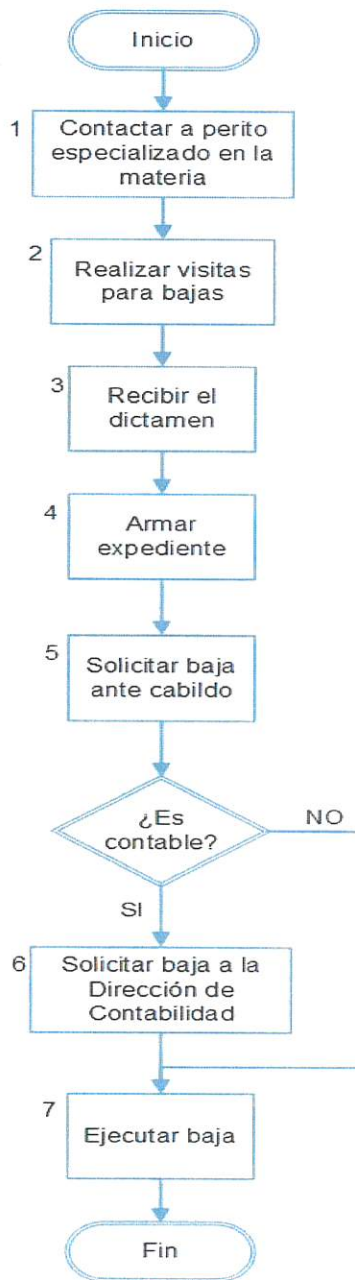 Inicio
1
Contactar a perito
especializado en la
materia
2
Realizar visitas
para bajas
3
Recibir el
dictamen
4
Armar
expediente
5
Solicitar baja
ante cabildo
¿Es
contable?
NO
SI
6
Solicitar baja a la
Dirección de
Contabilidad
7
Ejecutar baja
Fin